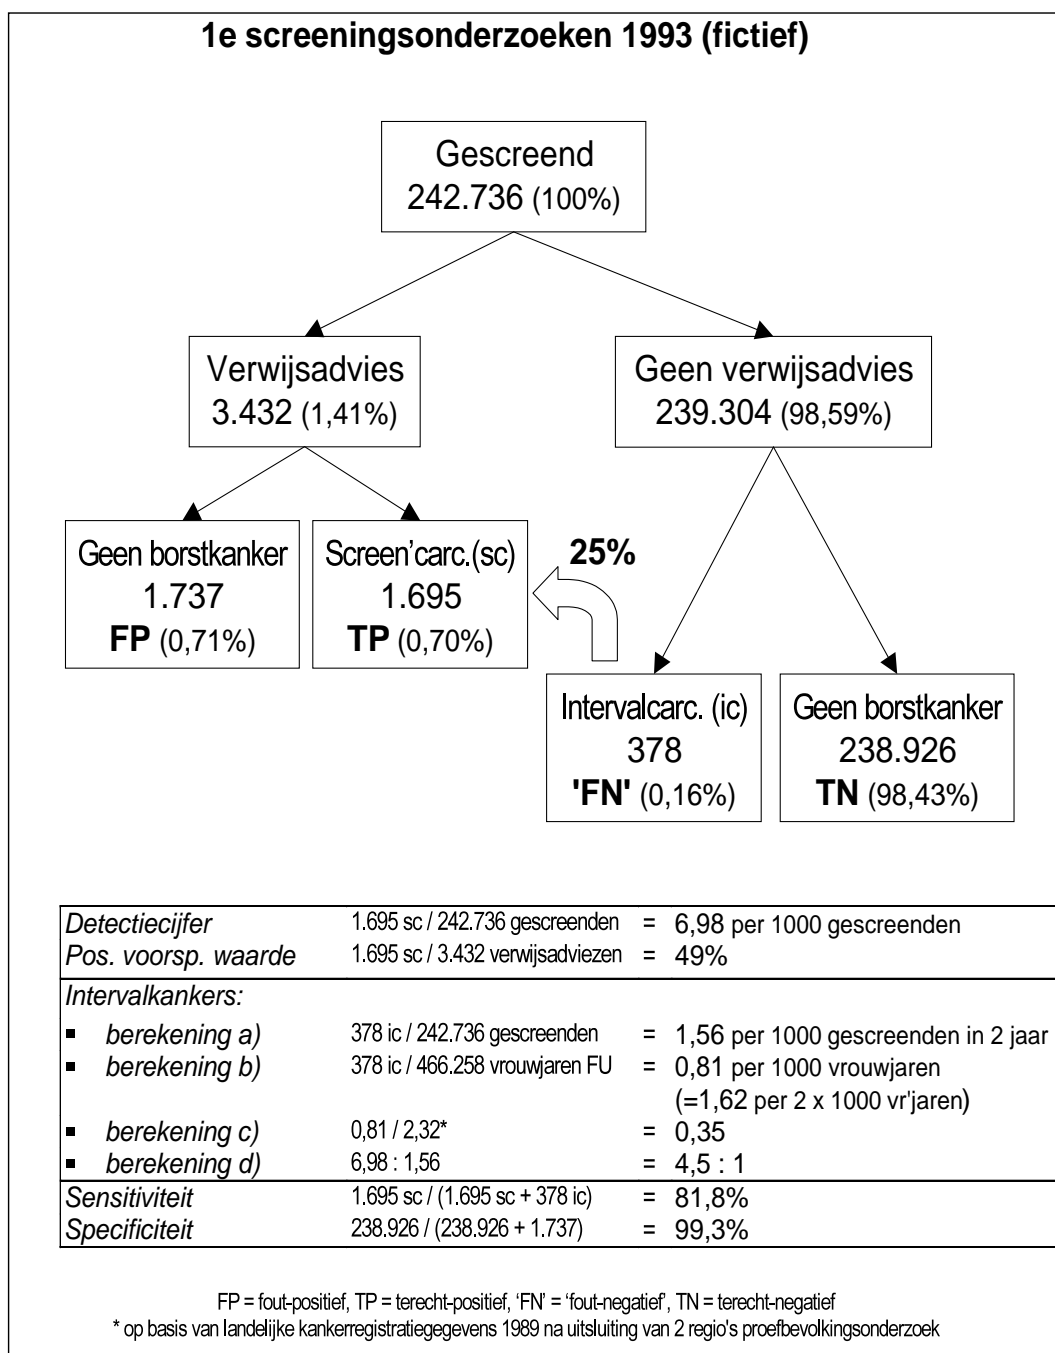 1e screeningsonderzoeken 1993 (fictief)
Gescreend
242.736 (100%)
Verwijsadvies
3.432 (1,41%)
Geen verwijsadvies
239.304 (98,59%)
Geen borstkanker
1.737
FP (0,71%)
Screen'carc.(sc)
1.695
TP (0,70%)
25%
Intervalcarc. (ic)
378
'FN' (0,16%)
Geen borstkanker
238.926
TN (98,43%)
Detectiecijfer 1.695 sc / 242.736 gescreenden = 6,98 per 1000 gescreenden
Pos. voorsp. waarde 1.695 sc / 3.432 verwijsadviezen = 49%
Intervalkankers:
▪ berekening a) 378 ic / 242.736 gescreenden = 1,56 per 1000 gescreenden in 2 jaar
▪ berekening b) 378 ic / 466.258 vrouwjaren FU = 0,81 per 1000 vrouwjaren
(=1,62 per 2 x 1000 vr'jaren)
▪ berekening c) 0,81 / 2,32* = 0,35
▪ berekening d) 6,98 : 1,56 = 4,5 : 1
Sensitiviteit 1.695 sc / (1.695 sc + 378 ic) = 81,8%
Specificiteit 238.926 / (238.926 + 1.737) = 99,3%
FP = fout-positief, TP = terecht-positief, 'FN' = 'fout-negatief', TN = terecht-negatief
* op basis van landelijke kankerregistratiegegevens 1989 na uitsluiting van 2 regio's proefbevolkingsonderzoek